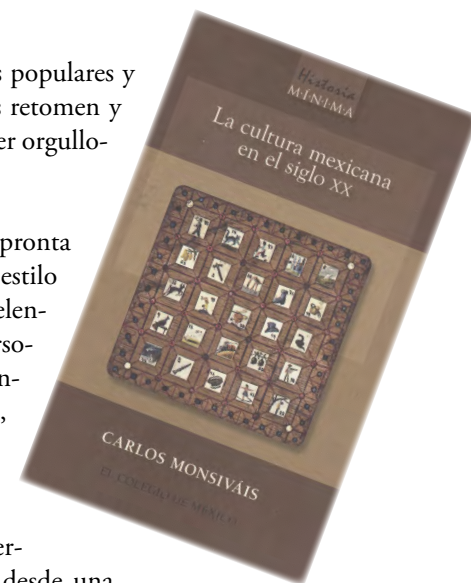 s populares y
s retomen y
er orgullo-
pronta
estilo
elen-
rso-
n-
,
er-
desde una
Historia
MÍNIMA
La cultura mexicana
en el siglo XX
CARLOS MONSIVÁIS
EL COLEGIO DE MÉXICO